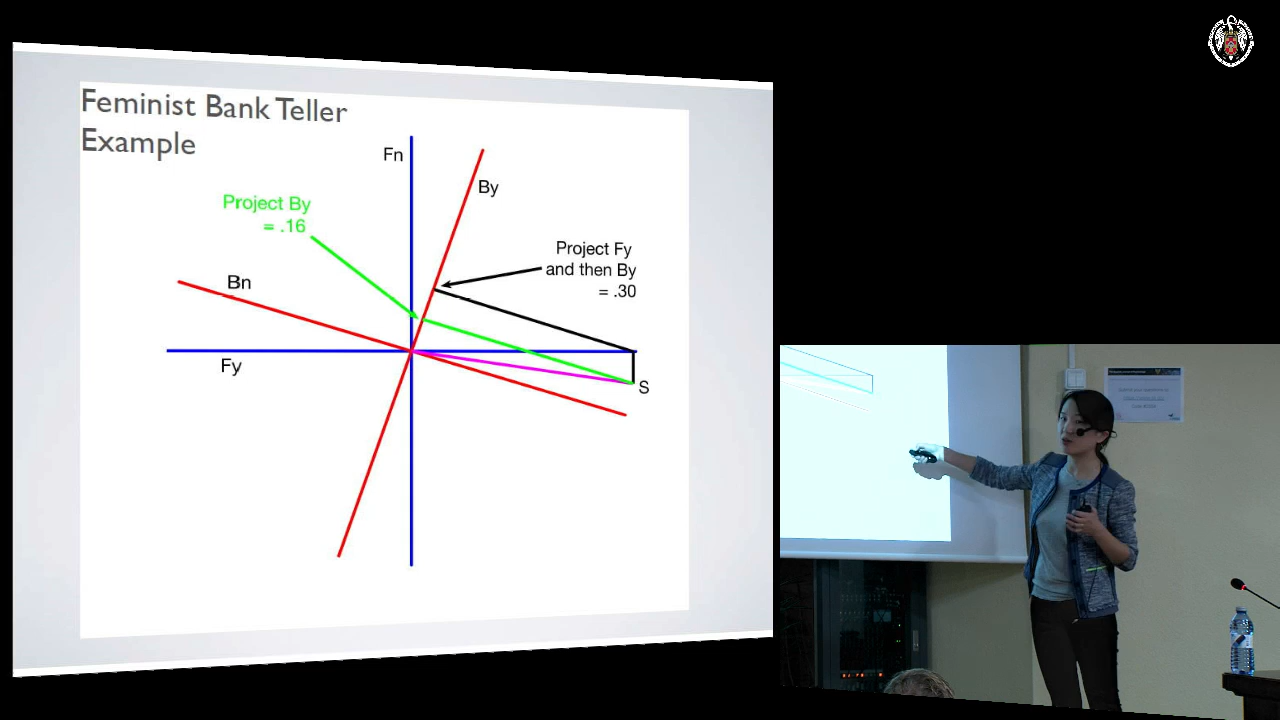 Feminist Bank Teller
Example
Fn
By
Project By
= .16
Project Fy
and then By
= .30
Bn
Fy
S